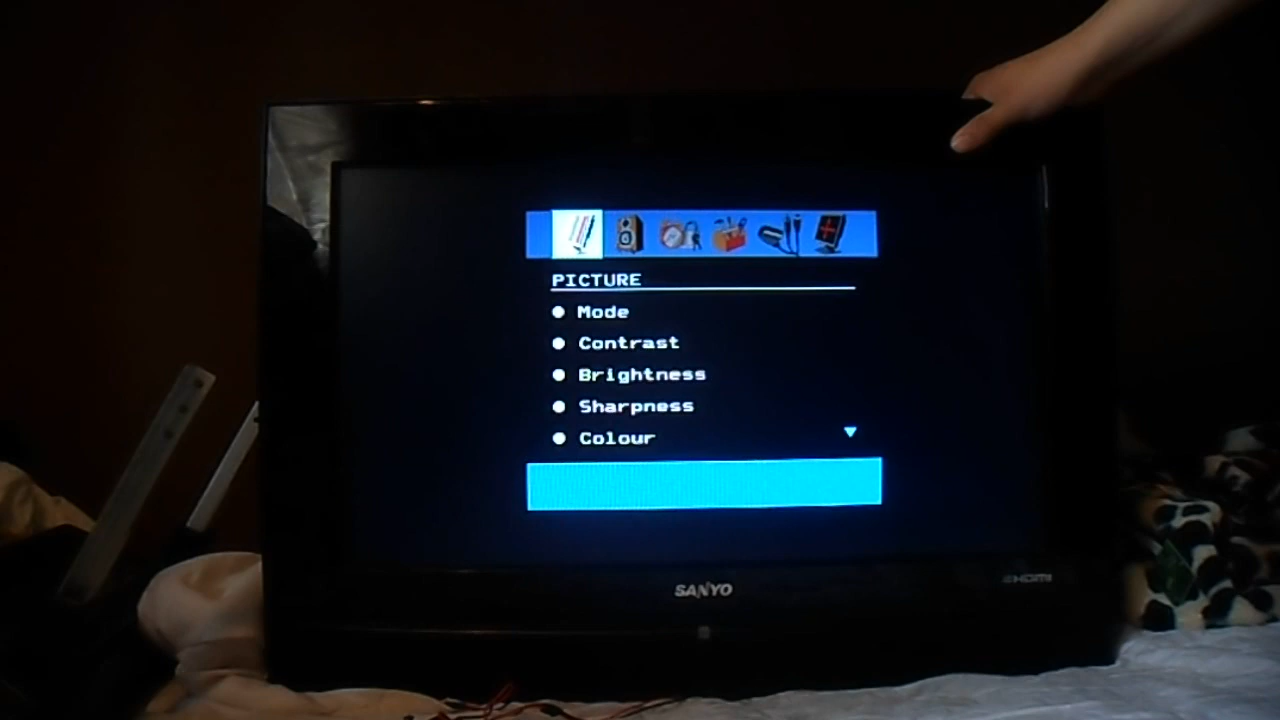 PICTURE
Mode
Contrast
Brightness
Sharpness
Colour
SANYO
HDMI